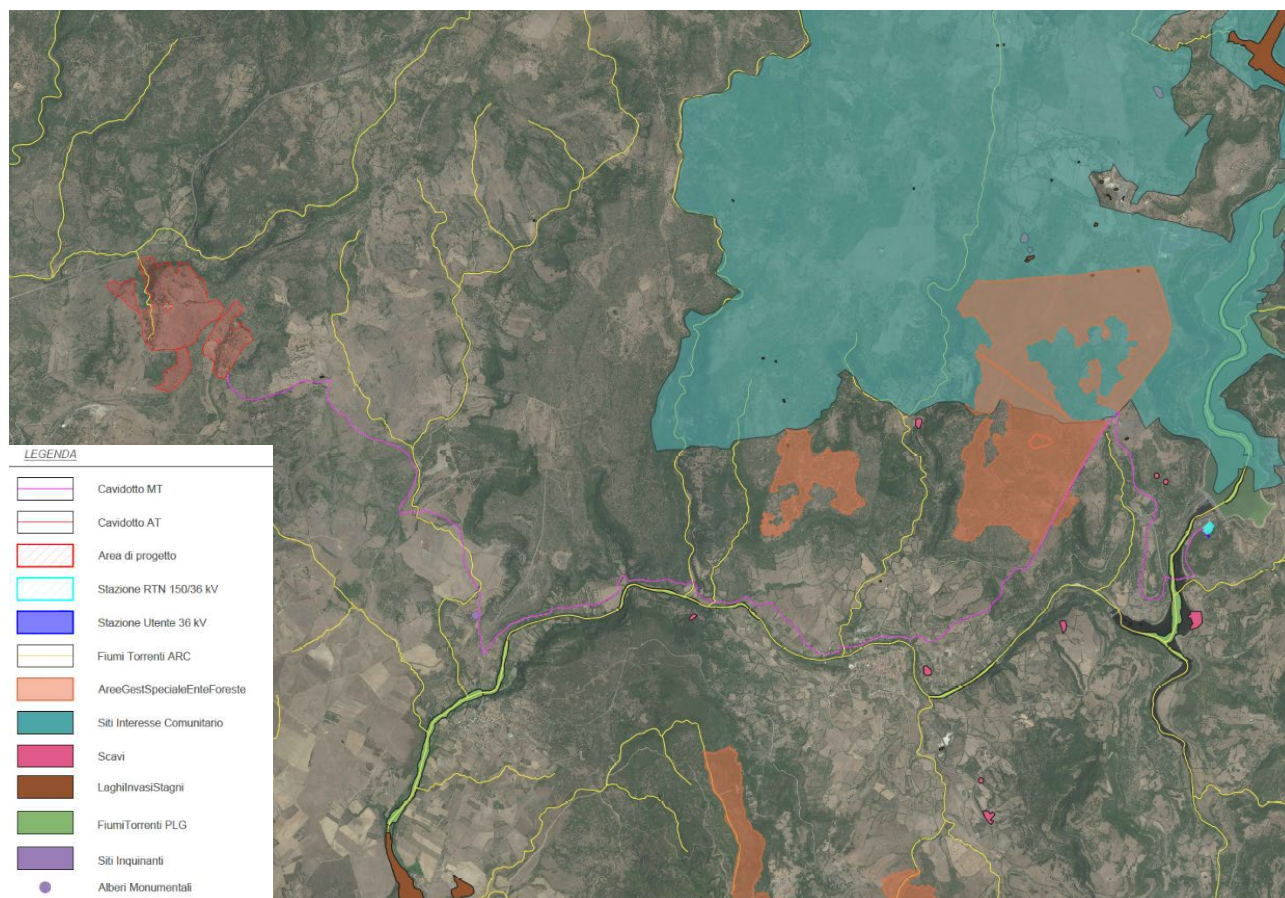 LEGENDA
Cavidotto MT
Cavidotto AT
Area di progetto
Stazione RTN 150/36 kV
Stazione Utente 36 kV
Fiumi Torrenti ARC
AreeGestSpecialeEnteForeste
Siti Interesse Comunitario
Scavi
LaghiInvasiStagni
FiumiTorrenti PLG
Siti Inquinanti
Alberi Monumentali